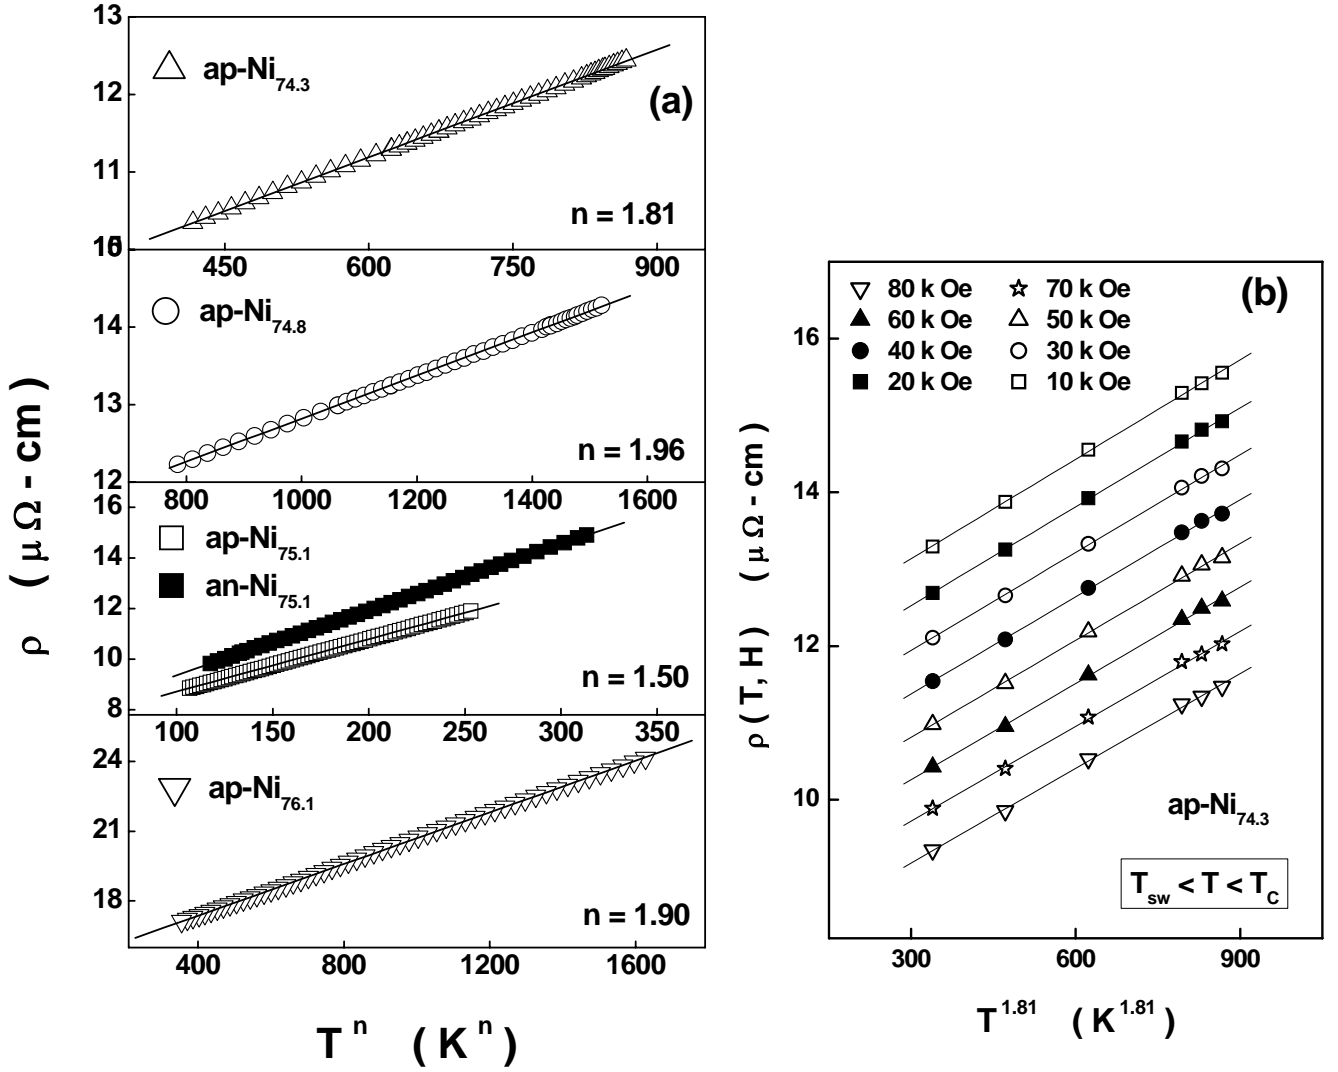 13
12
11
10
ap-Ni74.3
(a)
n = 1.81
450 600 750 900
14
13
12
ap-Ni74.8
n = 1.96
800 1000 1200 1400 1600
16
14
12
10
8
ap-Ni75.1
an-Ni75.1
n = 1.50
100 150 200 250 300 350
24
21
18
ap-Ni76.1
n = 1.90
400 800 1200 1600
ρ ( μ Ω - cm )
T^n ( K^n )
(b)
80 k Oe 70 k Oe
60 k Oe 50 k Oe
40 k Oe 30 k Oe
20 k Oe 10 k Oe
16
14
12
10
ρ ( T, H ) ( μ Ω - cm )
ap-Ni74.3
Tsw < T < TC
300 600 900
T^1.81 ( K^1.81 )